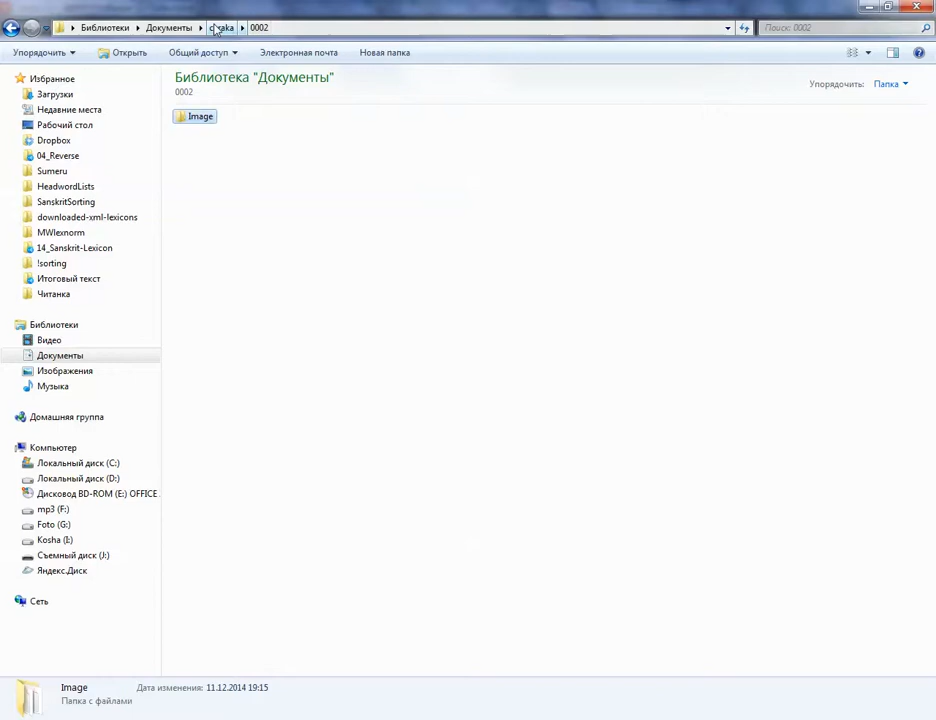 Библиотеки Документы 0002
Поиск: 0002
Упорядочить Открыть Общий доступ Электронная почта Новая папка
Избранное
Загрузки
Недавние места
Рабочий стол
Dropbox
04_Reverse
Sumeru
HeadwordLists
SanskritSorting
downloaded-xml-lexicons
MWlexnorm
14_Sanskrit-Lexicon
!sorting
Итоговый текст
Читанка
Библиотеки
Видео
Документы
Изображения
Музыка
Домашняя группа
Компьютер
Локальный диск (C:)
Локальный диск (D:)
Дисковод BD-ROM (E:) OFFICE
mp3 (F:)
Foto (G:)
Kosha (I:)
Съемный диск (J:)
Яндекс.Диск
Сеть
Библиотека "Документы"
0002
Упорядочить: Папка
Image
Image Дата изменения: 11.12.2014 19:15
Папка с файлами